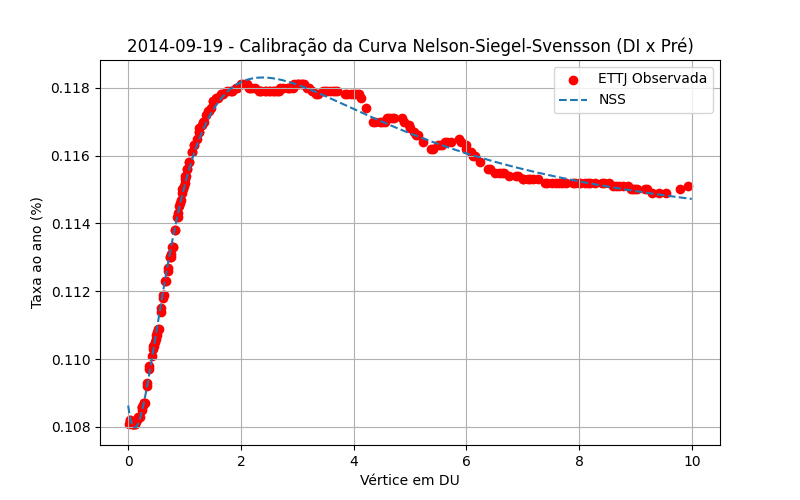 2014-09-19 - Calibração da Curva Nelson-Siegel-Svensson (DI x Pré)
ETTJ Observada
NSS
Taxa ao ano (%)
0.118
0.116
0.114
0.112
0.110
0.108
0 2 4 6 8 10
Vértice em DU